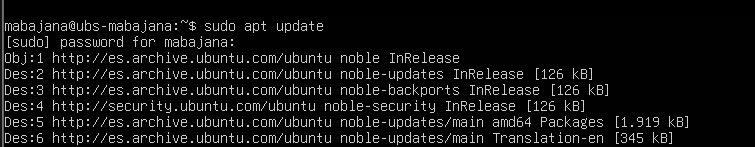 mabajana@ubs-mabajana:~$ sudo apt update
[sudo] password for mabajana:
Obj:1 http://es.archive.ubuntu.com/ubuntu noble InRelease
Des:2 http://es.archive.ubuntu.com/ubuntu noble-updates InRelease [126 kB]
Des:3 http://es.archive.ubuntu.com/ubuntu noble-backports InRelease [126 kB]
Des:4 http://security.ubuntu.com/ubuntu noble-security InRelease [126 kB]
Des:5 http://es.archive.ubuntu.com/ubuntu noble-updates/main amd64 Packages [1.919 kB]
Des:6 http://es.archive.ubuntu.com/ubuntu noble-updates/main Translation-en [345 kB]